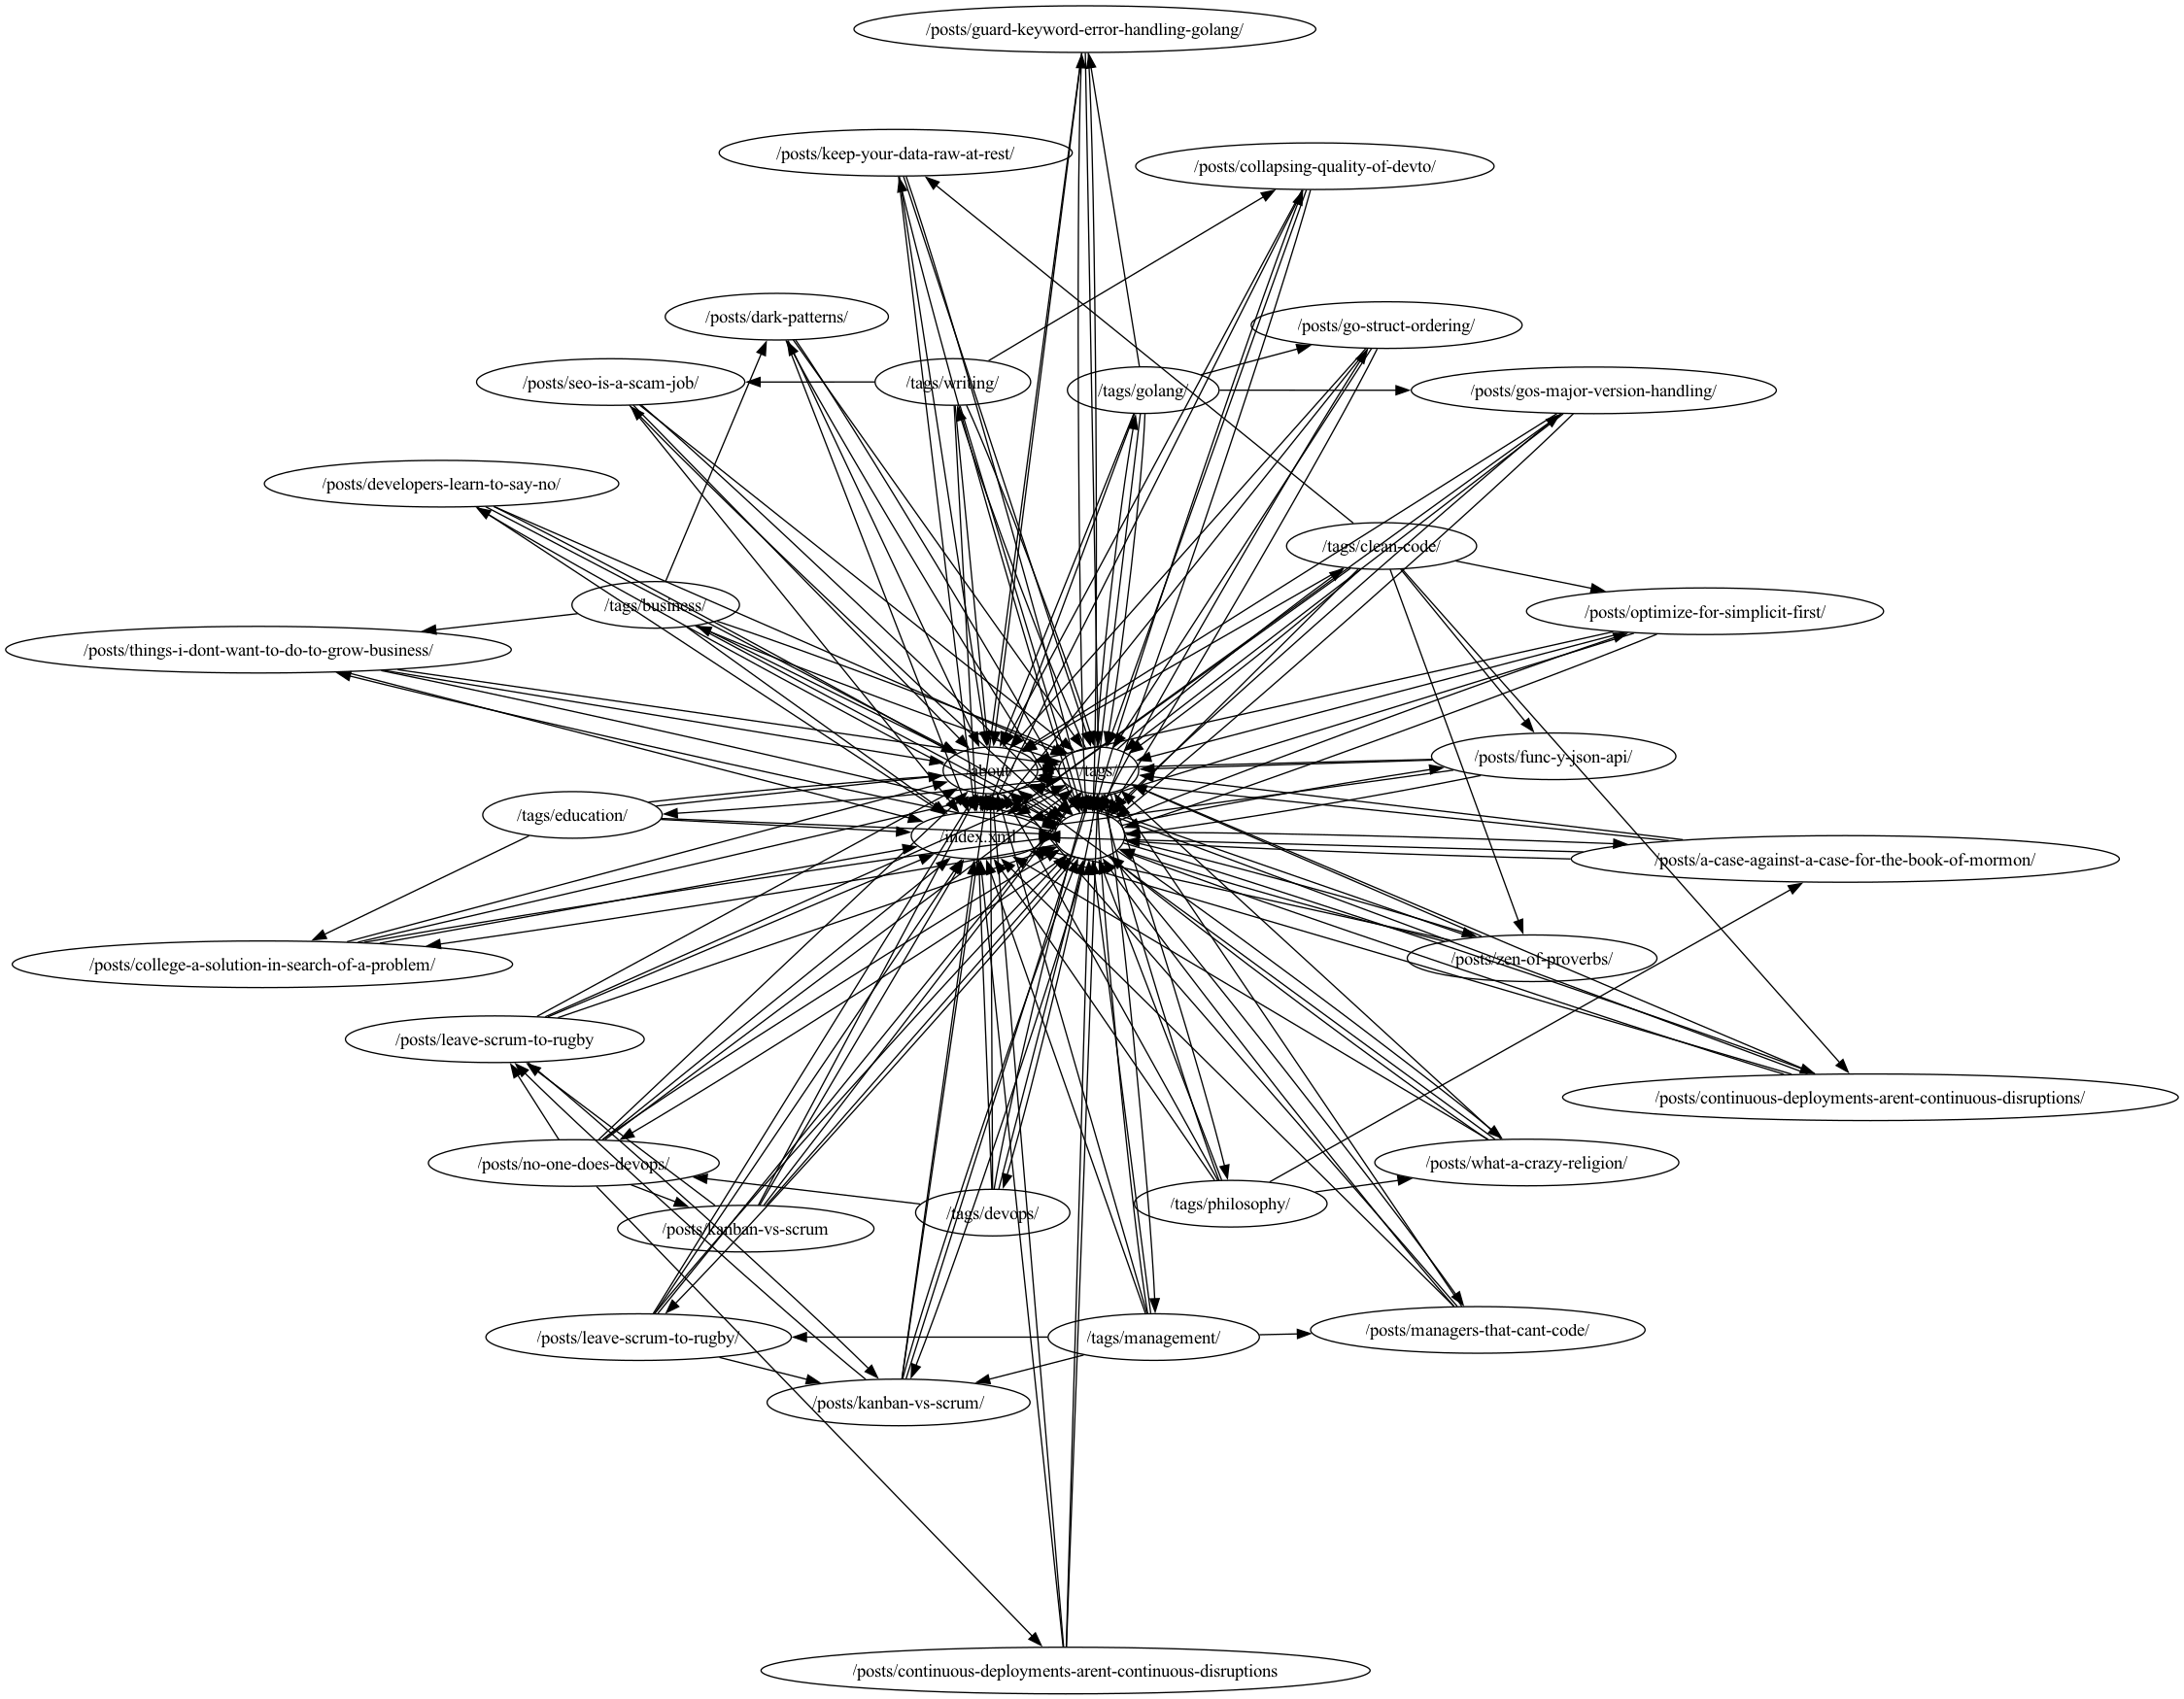 /posts/guard-keyword-error-handling-golang/
/posts/keep-your-data-raw-at-rest/
/posts/collapsing-quality-of-devto/
/posts/dark-patterns/
/posts/go-struct-ordering/
/posts/seo-is-a-scam-job/
/tags/writing/
/tags/golang/
/posts/gos-major-version-handling/
/posts/developers-learn-to-say-no/
/tags/clean-code/
/tags/business/
/posts/optimize-for-simplicit-first/
/posts/things-i-dont-want-to-do-to-grow-business/
/posts/func-y-json-api/
/about/
/tags/
/tags/education/
/index.xml
/posts/a-case-against-a-case-for-the-book-of-mormon/
/posts/college-a-solution-in-search-of-a-problem/
/posts/zen-of-proverbs/
/posts/leave-scrum-to-rugby
/posts/continuous-deployments-arent-continuous-disruptions/
/posts/no-one-does-devops/
/posts/what-a-crazy-religion/
/tags/philosophy/
/tags/devops/
/posts/kanban-vs-scrum
/posts/leave-scrum-to-rugby/
/tags/management/
/posts/managers-that-cant-code/
/posts/kanban-vs-scrum/
/posts/continuous-deployments-arent-continuous-disruptions